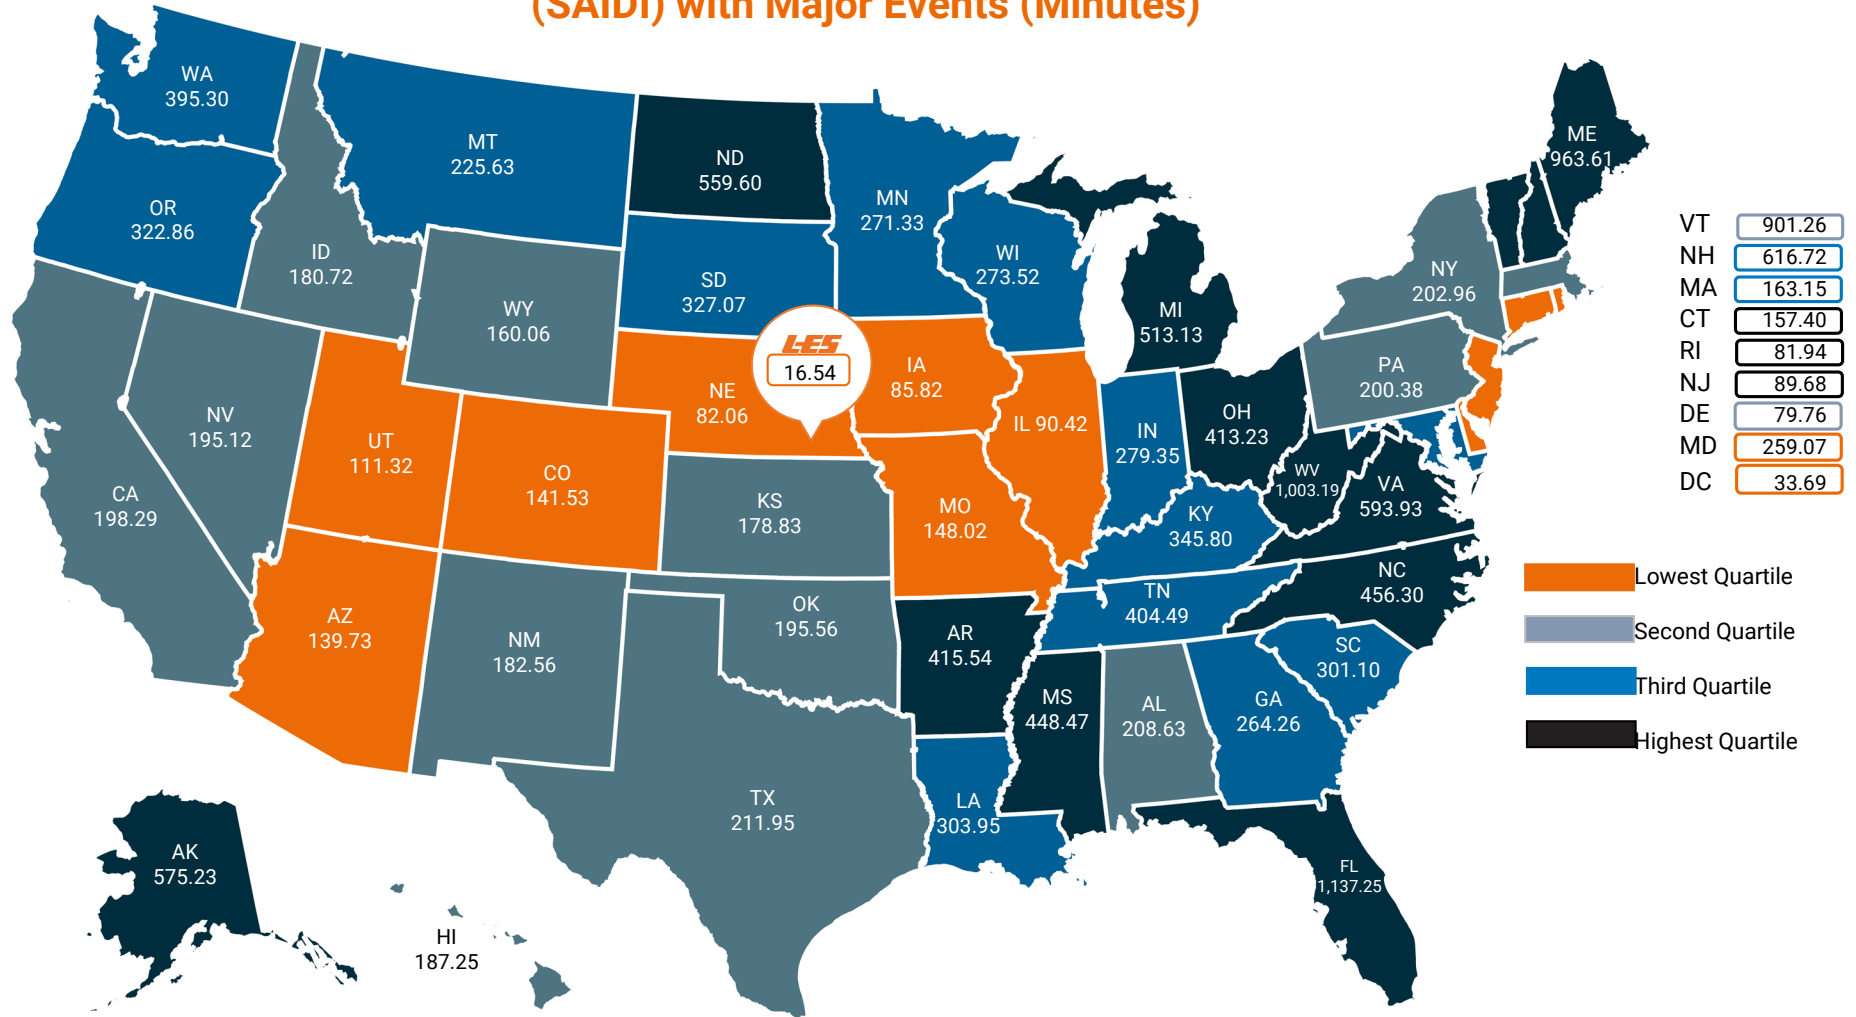 (SAIDI) with Major Events (Minutes)
WA
395.30
MT
225.63
ND
559.60
MN
271.33
ME
963.61
OR
322.86
ID
180.72
WY
160.06
SD
327.07
WI
273.52
MI
513.13
NY
202.96
VT 901.26
NH 616.72
MA 163.15
CT 157.40
RI 81.94
NJ 89.68
DE 79.76
MD 259.07
DC 33.69
LES
16.54
NE
82.06
IA
85.82
IL 90.42
IN
279.35
OH
413.23
PA
200.38
NV
195.12
UT
111.32
CO
141.53
CA
198.29
KS
178.83
MO
148.02
KY
345.80
WV
1,003.19
VA
593.93
NC
456.30
TN
404.49
AZ
139.73
NM
182.56
OK
195.56
AR
415.54
SC
301.10
MS
448.47
AL
208.63
GA
264.26
TX
211.95
LA
303.95
FL
1,137.25
AK
575.23
HI
187.25
Lowest Quartile
Second Quartile
Third Quartile
Highest Quartile